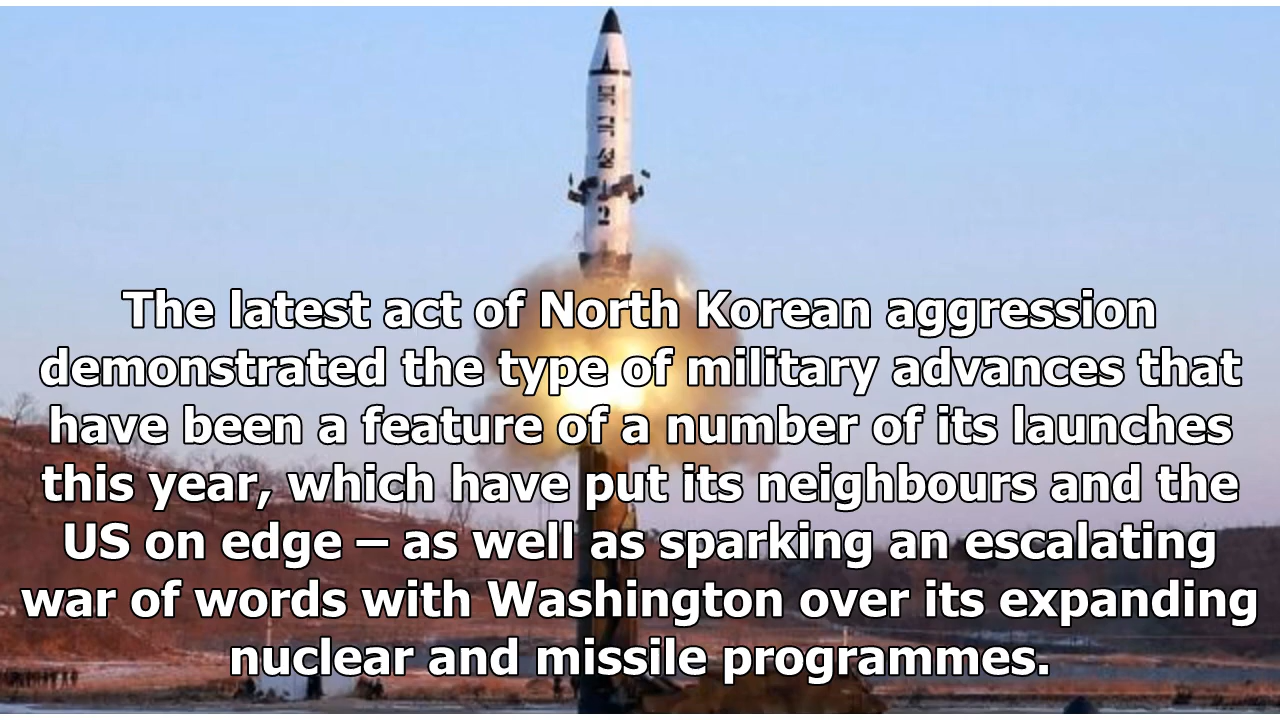 북극성-2
The latest act of North Korean aggression
demonstrated the type of military advances that
have been a feature of a number of its launches
this year, which have put its neighbours and the
US on edge – as well as sparking an escalating
war of words with Washington over its expanding
nuclear and missile programmes.